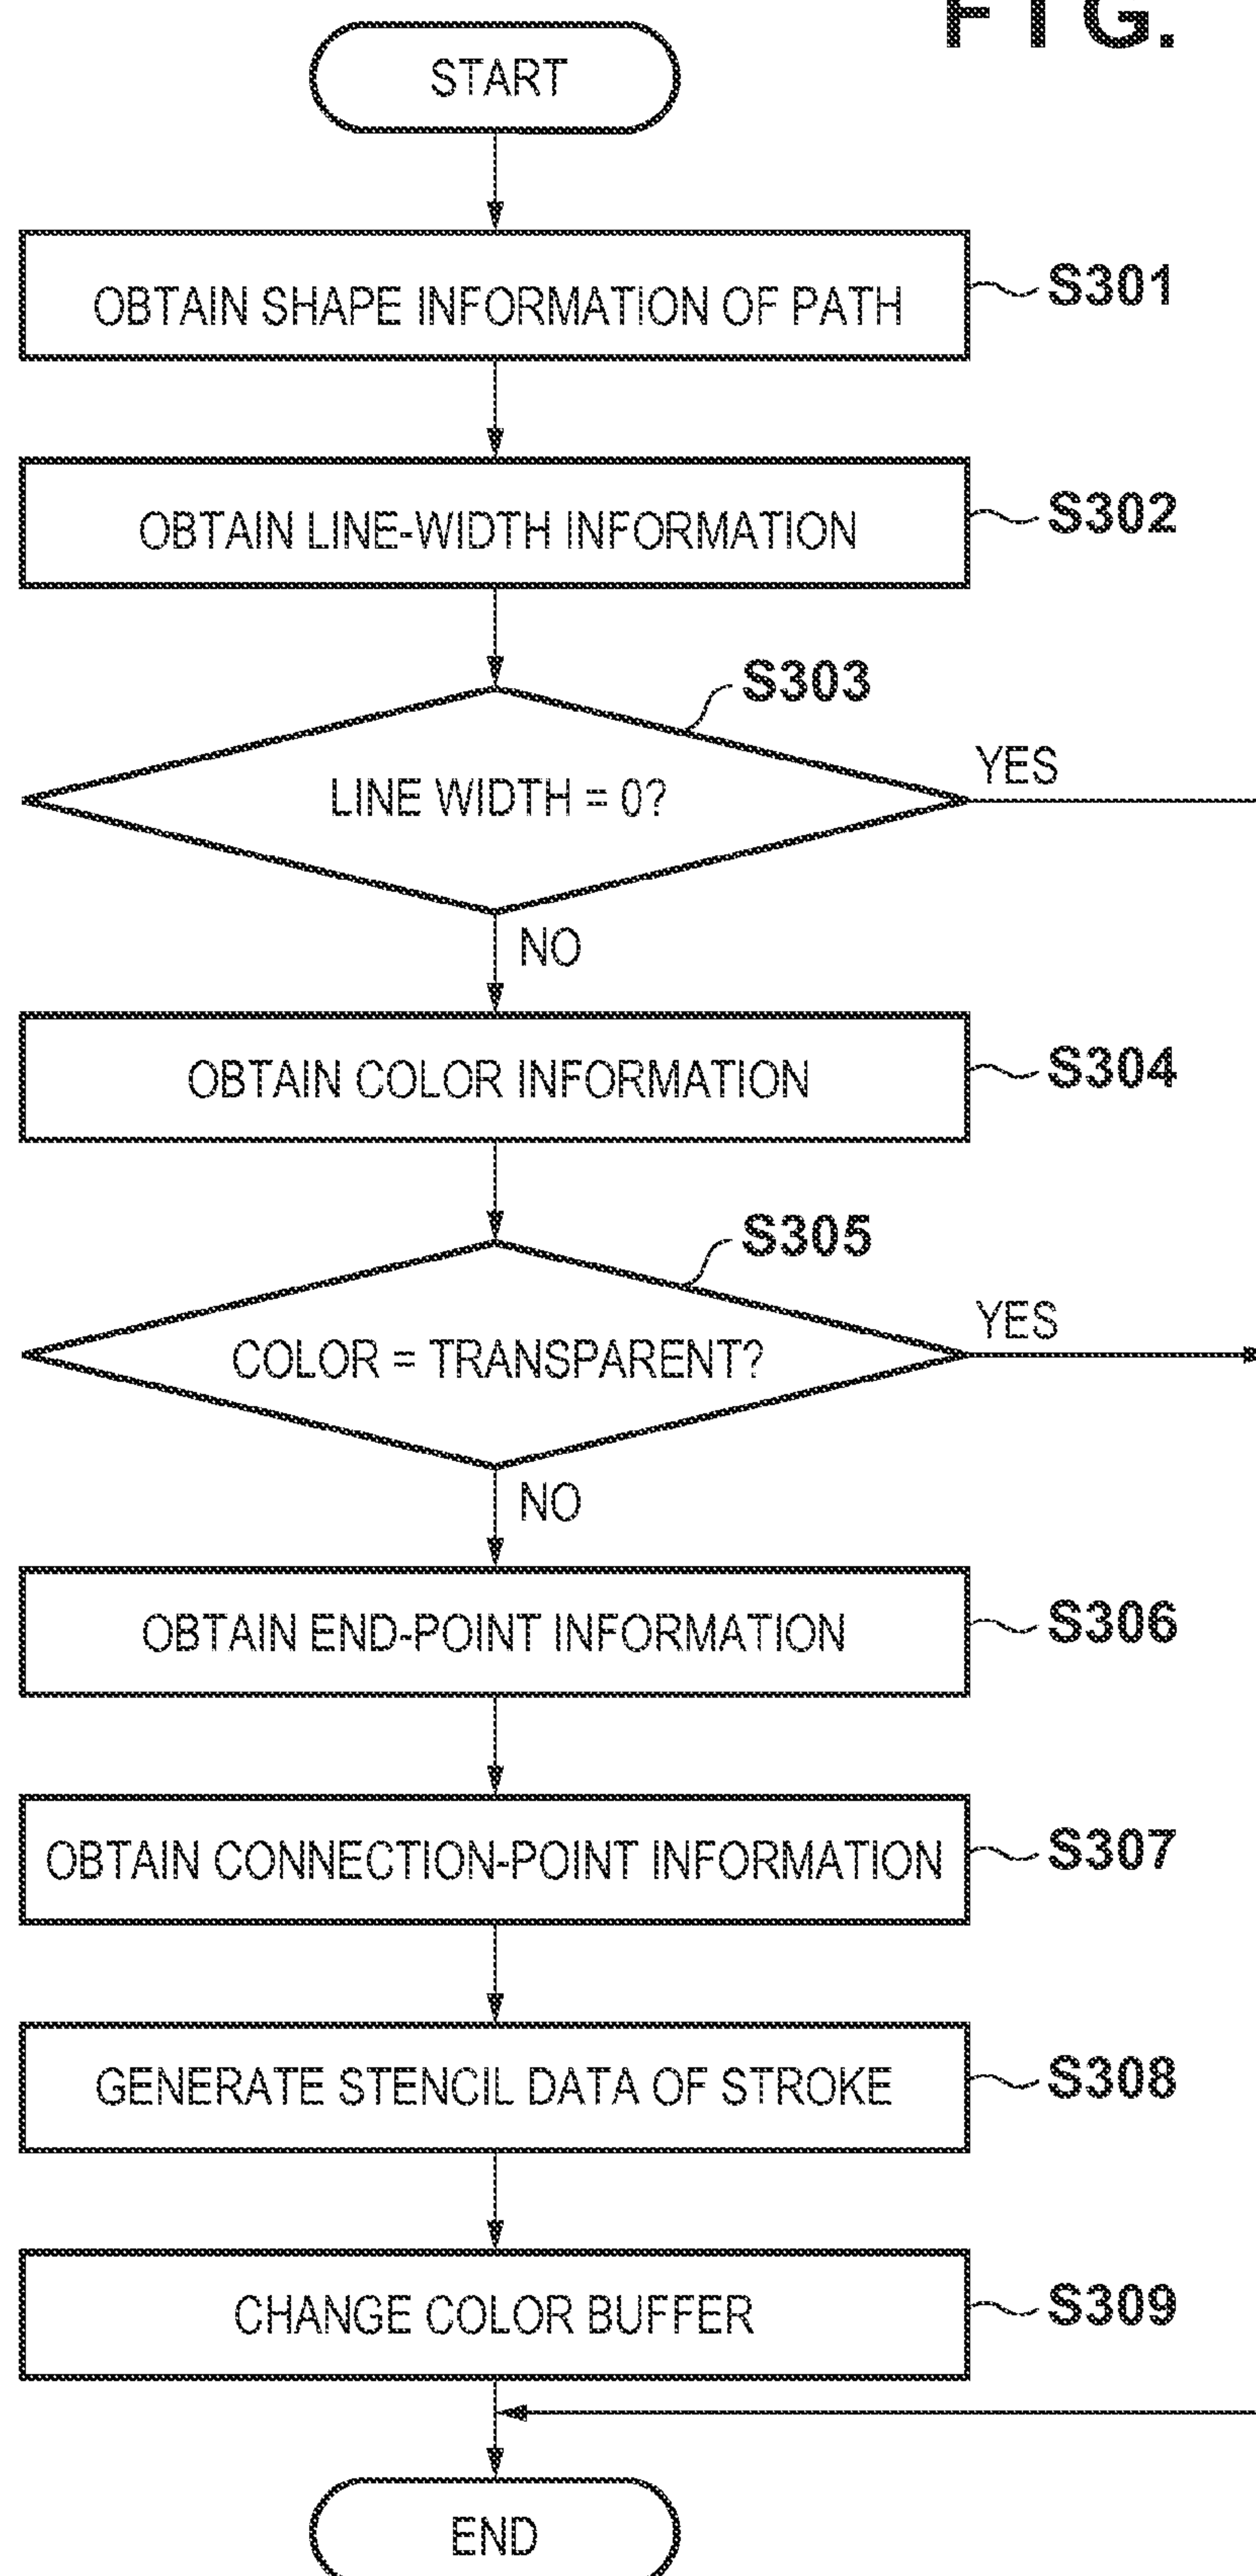 FIG.
START
OBTAIN SHAPE INFORMATION OF PATH
S301
OBTAIN LINE-WIDTH INFORMATION
S302
S303
LINE WIDTH = 0?
YES
NO
OBTAIN COLOR INFORMATION
S304
S305
COLOR = TRANSPARENT?
YES
NO
OBTAIN END-POINT INFORMATION
S306
OBTAIN CONNECTION-POINT INFORMATION
S307
GENERATE STENCIL DATA OF STROKE
S308
CHANGE COLOR BUFFER
S309
END